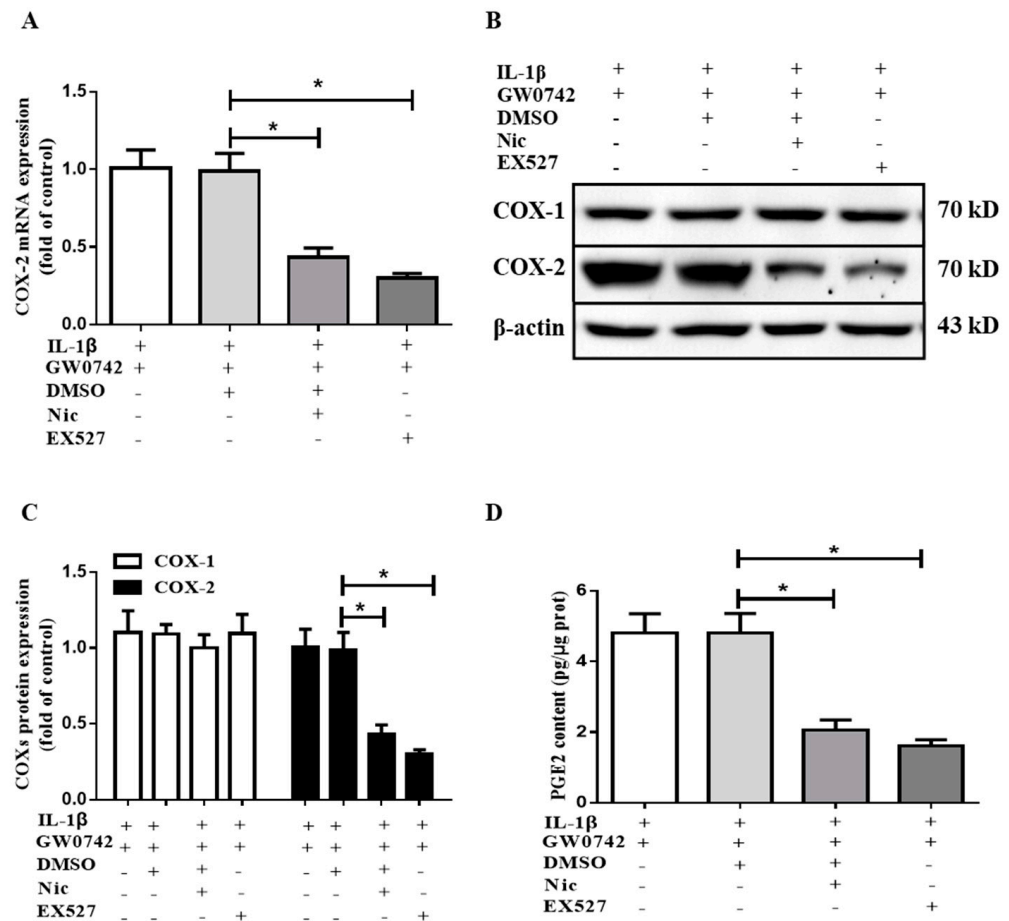 A
COX-2 mRNA expression
(fold of control)
1.5
1.0
0.5
0.0
*
*
IL-1β + + + +
GW0742 + + + +
DMSO - + + -
Nic - - + -
EX527 - - - +
B
IL-1β + + + +
GW0742 + + + +
DMSO - + + -
Nic - - + -
EX527 - - - +
COX-1 70 kD
COX-2 70 kD
β-actin 43 kD
C
COXs protein expression
(fold of control)
COX-1
COX-2
1.5
1.0
0.5
0.0
*
*
IL-1β + + + + + + + +
GW0742 + + + + + + + +
DMSO - + + - - + + -
Nic - - + - - - + -
EX527 - - - + - - - +
D
PGE2 content (pg/μg prot)
6
4
2
0
*
*
IL-1β + + + +
GW0742 + + + +
DMSO - + + -
Nic - - + -
EX527 - - - +